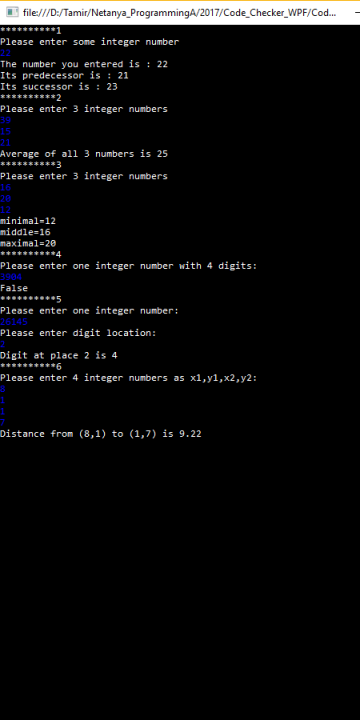 file:///D:/Tamir/Netanya_ProgrammingA/2017/Code_Checker_WPF/Cod...
**********1
Please enter some integer number
22
The number you entered is : 22
Its predecessor is : 21
Its successor is : 23
**********2
Please enter 3 integer numbers
39
15
21
Average of all 3 numbers is 25
**********3
Please enter 3 integer numbers
16
20
12
minimal=12
middle=16
maximal=20
**********4
Please enter one integer number with 4 digits:
False
**********5
Please enter one integer number:
Please enter digit location:
2
Digit at place 2 is 4
**********6
Please enter 4 integer numbers as x1,y1,x2,y2:
8
1
1
7
Distance from (8,1) to (1,7) is 9.22